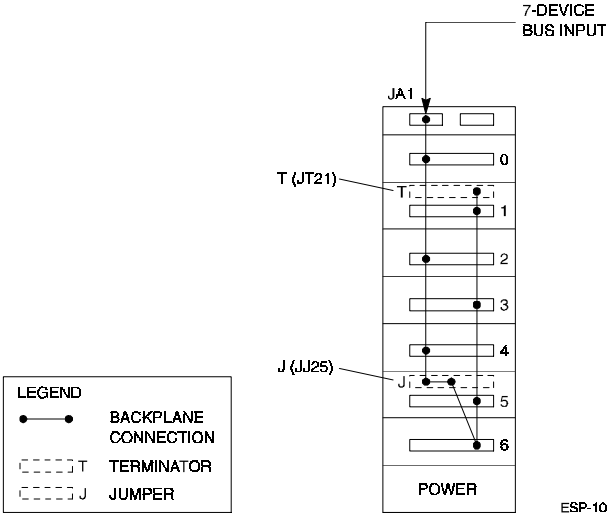 7-DEVICE
BUS INPUT
JA1
0
T (JT21)
T
1
2
3
4
J (JJ25)
J
5
6
POWER
LEGEND
BACKPLANE
CONNECTION
T TERMINATOR
J JUMPER
ESP-10